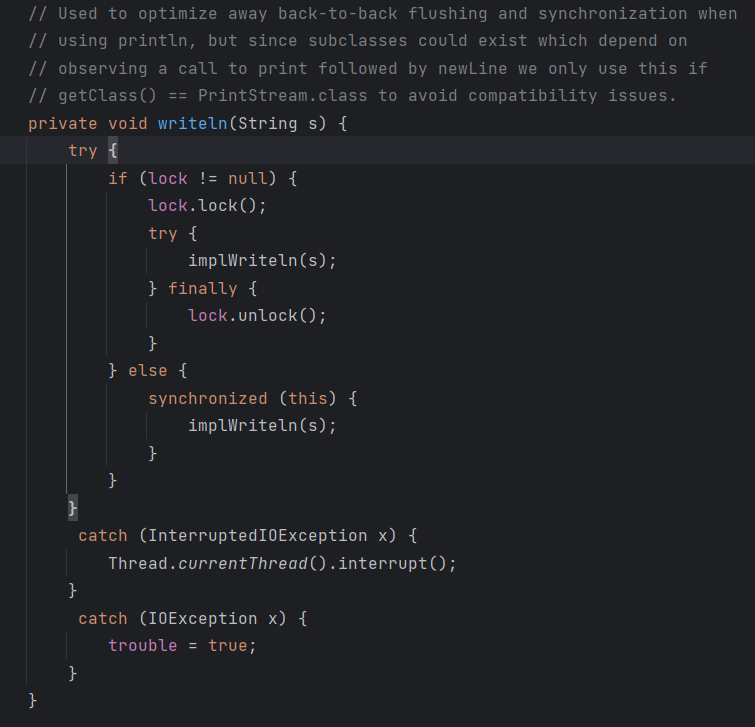 // Used to optimize away back-to-back flushing and synchronization when
// using println, but since subclasses could exist which depend on
// observing a call to print followed by newLine we only use this if
// getClass() == PrintStream.class to avoid compatibility issues.
private void writeln(String s) {
    try {
        if (lock != null) {
            lock.lock();
            try {
                implWriteln(s);
            } finally {
                lock.unlock();
            }
        } else {
            synchronized (this) {
                implWriteln(s);
            }
        }
    }
     catch (InterruptedIOException x) {
        Thread.currentThread().interrupt();
    }
     catch (IOException x) {
        trouble = true;
    }
}